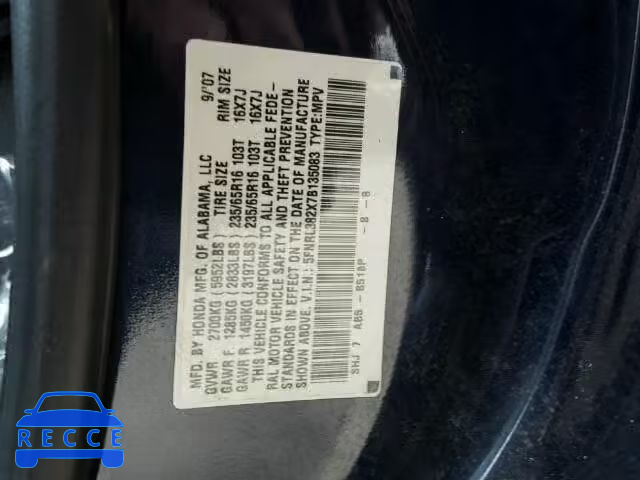 MFD. BY HONDA MFG. OF ALABAMA, LLC 9/07
GVWR 2700KG (5952LBS) TIRE SIZE RIM SIZE
GAWR F. 1285KG (2833LBS) 235/65R16 103T 16X7J
GAWR R 1450KG (3197LBS) 235/65R16 103T 16X7J
THIS VEHICLE CONFORMS TO ALL APPLICABLE FEDE-
RAL MOTOR VEHICLE SAFETY AND THEFT PREVENTION
STANDARDS IN EFFECT ON THE DATE OF MANUFACTURE
SHOWN ABOVE. V.I.N.: 5FNRL382X7B135083 TYPE:MPV
SHJ 7 A85 - B518P - B - 8
RECCE